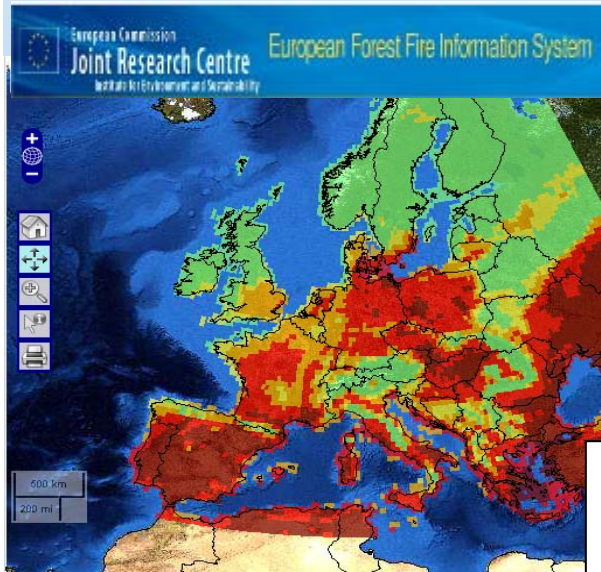 European Commission
Joint Research Centre
Institute for Environment and Sustainability
European Forest Fire Information System
500 km
200 mi